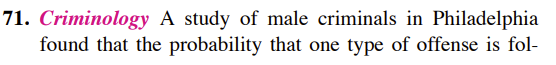 71. Criminology A study of male criminals in Philadelphia
found that the probability that one type of offense is fol-